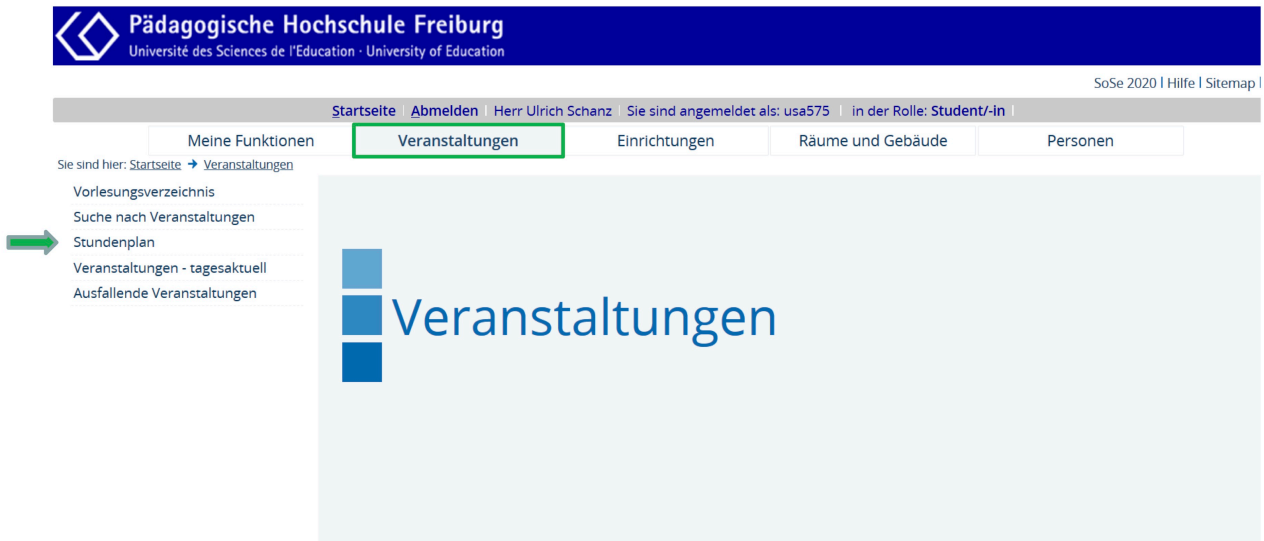 Pädagogische Hochschule Freiburg
Université des Sciences de l'Education · University of Education
SoSe 2020 | Hilfe | Sitemap |
Startseite | Abmelden | Herr Ulrich Schanz | Sie sind angemeldet als: usa575 | in der Rolle: Student/-in |
Meine Funktionen Veranstaltungen Einrichtungen Räume und Gebäude Personen
Sie sind hier: Startseite → Veranstaltungen
Vorlesungsverzeichnis
Suche nach Veranstaltungen
Stundenplan
Veranstaltungen - tagesaktuell
Ausfallende Veranstaltungen
Veranstaltungen